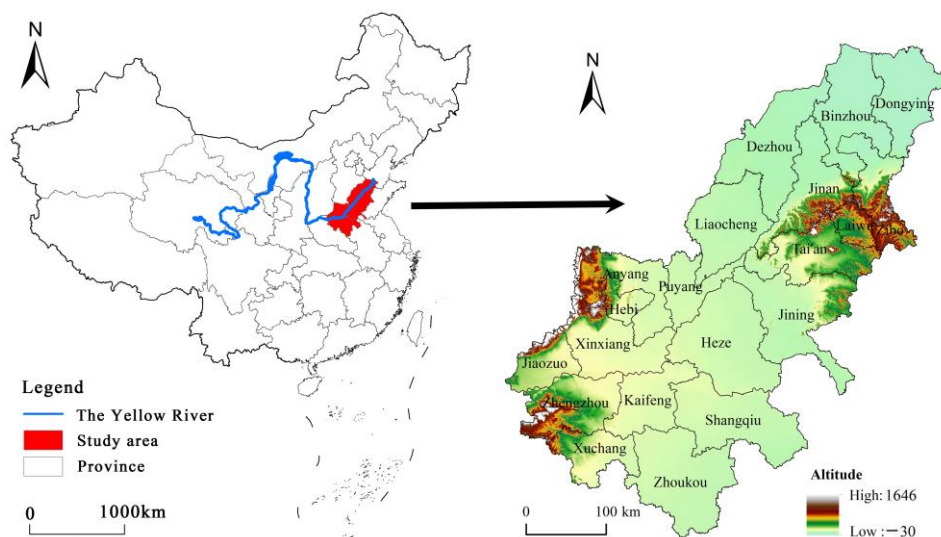 N
Legend
The Yellow River
Study area
Province
0 1000km
N
Dongying
Binzhou
Dezhou
Jinan
Liaocheng
Laiwu
Zibo
Tai'an
Anyang
Puyang
Hebi
Jining
Xinxiang
Heze
Jiaozuo
Zhengzhou
Kaifeng
Shangqiu
Xuchang
Zhoukou
Altitude
High: 1646
Low : −30
0 100 km